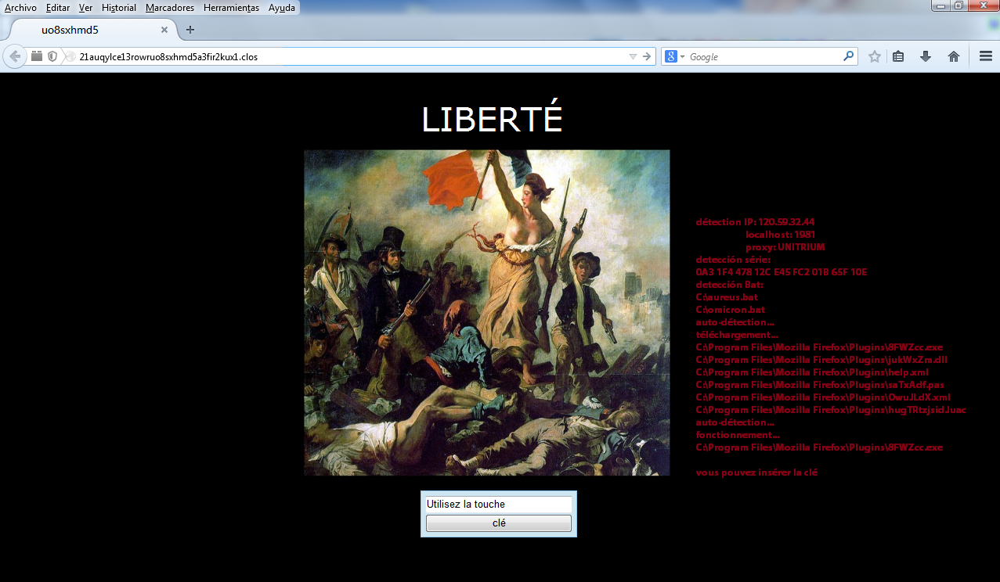 Archivo Editar Ver Historial Marcadores Herramientas Ayuda
uo8sxhmd5
21auqylce13rowruo8sxhmd5a3fir2kux1.clos
Google
LIBERTÉ
détection IP: 120.59.32.44
localhost: 1981
proxy: UNITRIUM
detección série:
0A3 1F4 478 12C E45 FC2 01B 65F 10E
detección Bat:
C:\aureus.bat
C:\omicron.bat
auto-détection...
téléchargement...
C:\Program Files\Mozilla Firefox\Plugins\8FWZcc.exe
C:\Program Files\Mozilla Firefox\Plugins\jukWxZm.dll
C:\Program Files\Mozilla Firefox\Plugins\help.xml
C:\Program Files\Mozilla Firefox\Plugins\saTxAdf.pas
C:\Program Files\Mozilla Firefox\Plugins\OwuJLdX.xml
C:\Program Files\Mozilla Firefox\Plugins\hugTRtzjsid.luac
auto-détection...
fonctionnement...
C:\Program Files\Mozilla Firefox\Plugins\8FWZcc.exe
vous pouvez insérer la clé
Utilisez la touche
clé